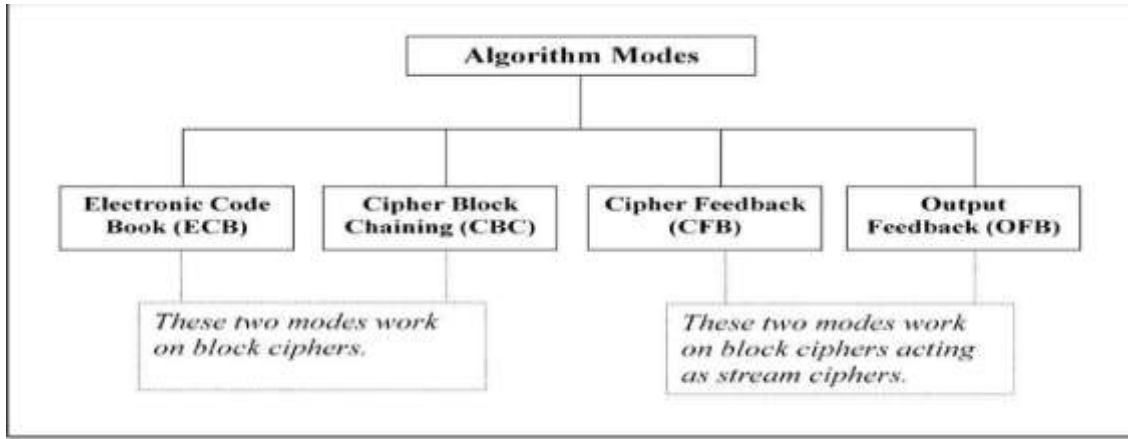 Algorithm Modes
Electronic Code
Book (ECB)
Cipher Block
Chaining (CBC)
Cipher Feedback
(CFB)
Output
Feedback (OFB)
These two modes work
on block ciphers.
These two modes work
on block ciphers acting
as stream ciphers.